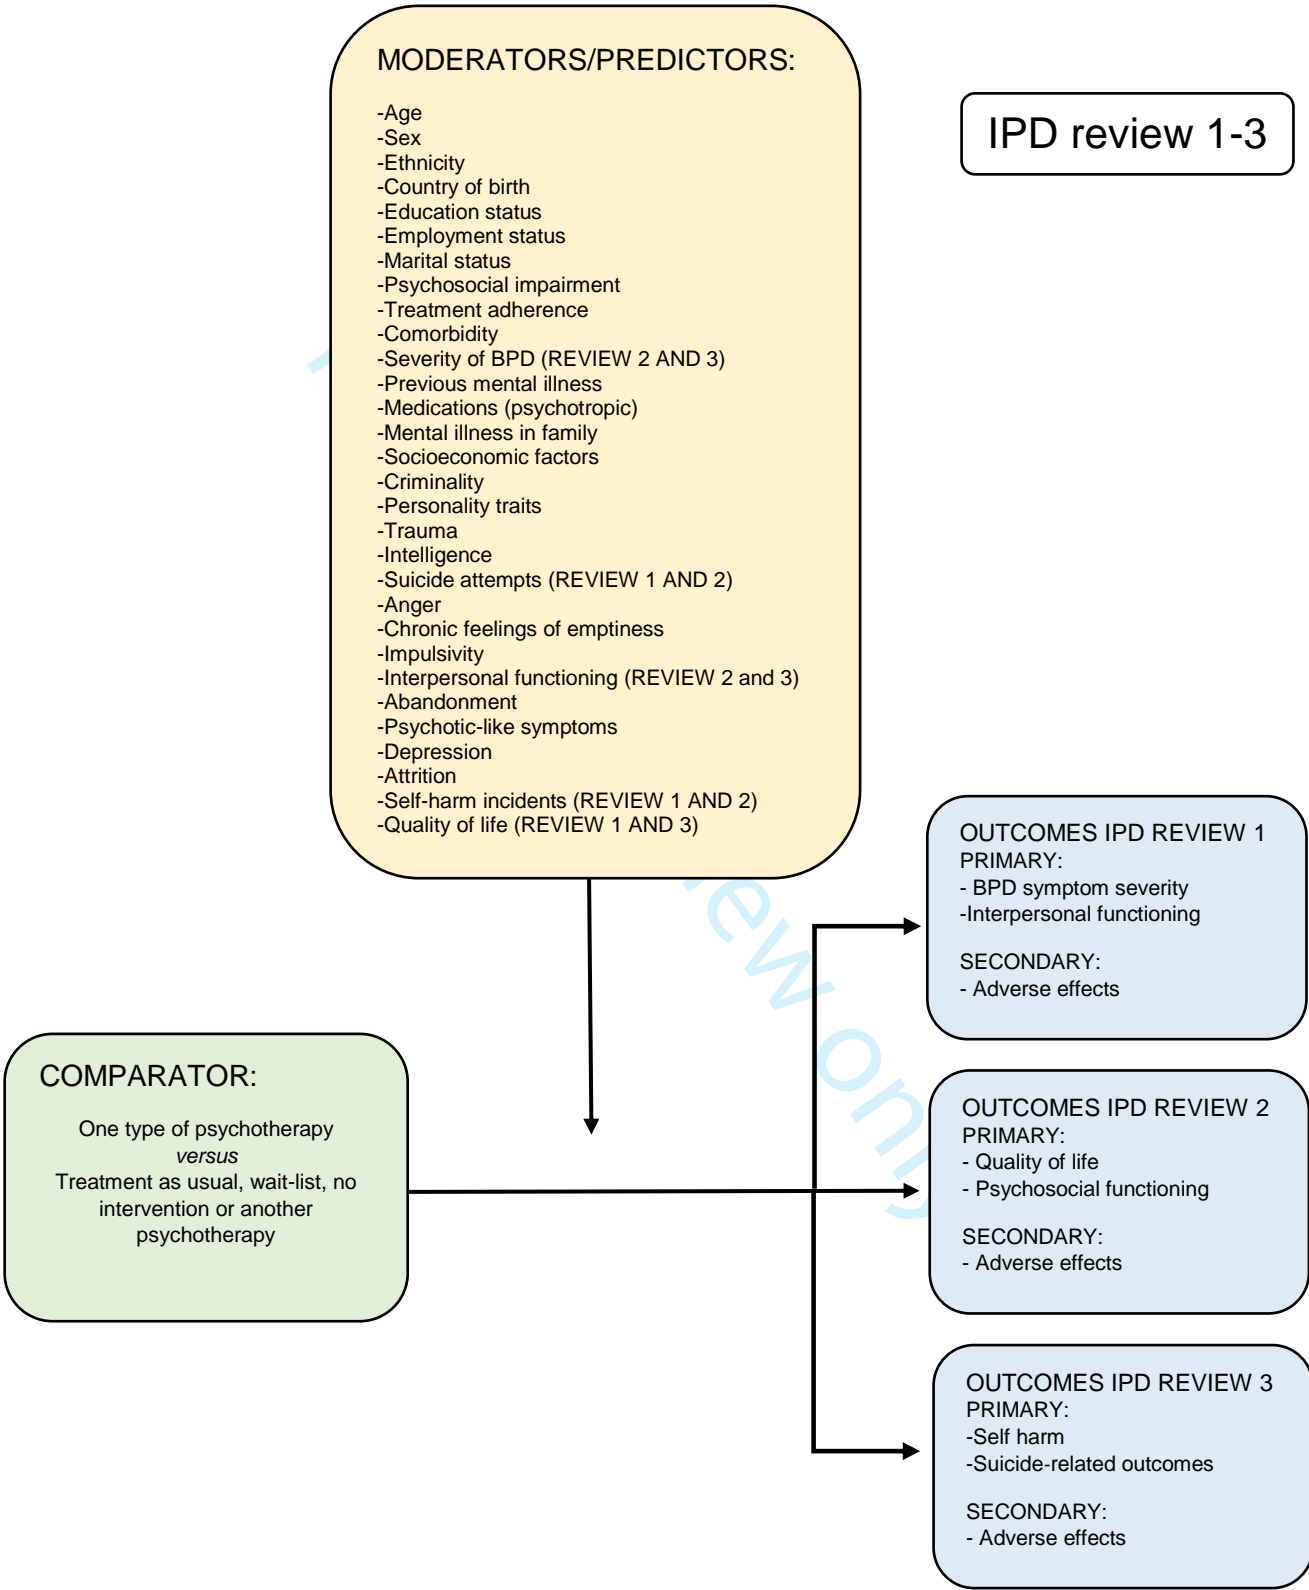 MODERATORS/PREDICTORS:
-Age
-Sex
-Ethnicity
-Country of birth
-Education status
-Employment status
-Marital status
-Psychosocial impairment
-Treatment adherence
-Comorbidity
-Severity of BPD (REVIEW 2 AND 3)
-Previous mental illness
-Medications (psychotropic)
-Mental illness in family
-Socioeconomic factors
-Criminality
-Personality traits
-Trauma
-Intelligence
-Suicide attempts (REVIEW 1 AND 2)
-Anger
-Chronic feelings of emptiness
-Impulsivity
-Interpersonal functioning (REVIEW 2 and 3)
-Abandonment
-Psychotic-like symptoms
-Depression
-Attrition
-Self-harm incidents (REVIEW 1 AND 2)
-Quality of life (REVIEW 1 AND 3)
IPD review 1-3
COMPARATOR:
One type of psychotherapy
versus
Treatment as usual, wait-list, no
intervention or another
psychotherapy
OUTCOMES IPD REVIEW 1
PRIMARY:
- BPD symptom severity
-Interpersonal functioning
SECONDARY:
- Adverse effects
OUTCOMES IPD REVIEW 2
PRIMARY:
- Quality of life
- Psychosocial functioning
SECONDARY:
- Adverse effects
OUTCOMES IPD REVIEW 3
PRIMARY:
-Self harm
-Suicide-related outcomes
SECONDARY:
- Adverse effects
only